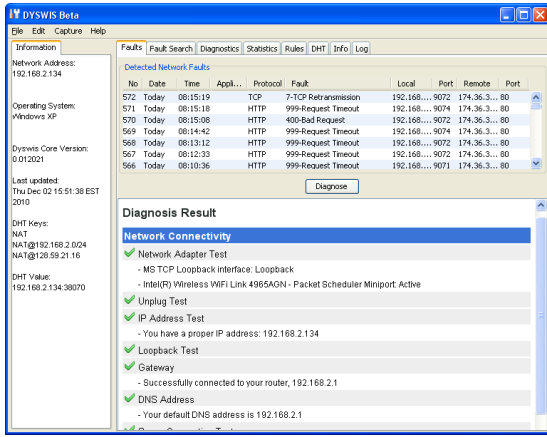 DYSWIS Beta
File Edit Capture Help
Information
Network Address:
192.168.2.134
Operating System:
Windows XP
Dyswis Core Version:
0.012021
Last updated:
Thu Dec 02 15:51:38 EST
2010
DHT Keys:
NAT
NAT@192.168.2.0/24
NAT@128.59.21.16
DHT Value:
192.168.2.134:38070
Faults Fault Search Diagnostics Statistics Rules DHT Info Log
Detected Network Faults
No Date Time Appli... Protocol Fault Local Port Remote Port
572 Today 08:15:19 TCP 7-TCP Retransmission 192.168.... 9072 174.36.3... 80
571 Today 08:15:18 HTTP 999-Request Timeout 192.168.... 9074 174.36.3... 80
570 Today 08:15:08 HTTP 400-Bad Request 192.168.... 9072 174.36.3... 80
569 Today 08:14:42 HTTP 999-Request Timeout 192.168.... 9072 174.36.3... 80
568 Today 08:13:12 HTTP 999-Request Timeout 192.168.... 9072 174.36.3... 80
567 Today 08:12:33 HTTP 999-Request Timeout 192.168.... 9072 174.36.3... 80
566 Today 08:10:36 HTTP 999-Request Timeout 192.168.... 9071 174.36.3... 80
Diagnose
Diagnosis Result
Network Connectivity
Network Adapter Test
- MS TCP Loopback interface: Loopback
- Intel(R) Wireless WiFi Link 4965AGN - Packet Scheduler Miniport: Active
Unplug Test
IP Address Test
- You have a proper IP address: 192.168.2.134
Loopback Test
Gateway
- Successfully connected to your router, 192.168.2.1
DNS Address
- Your default DNS address is 192.168.2.1